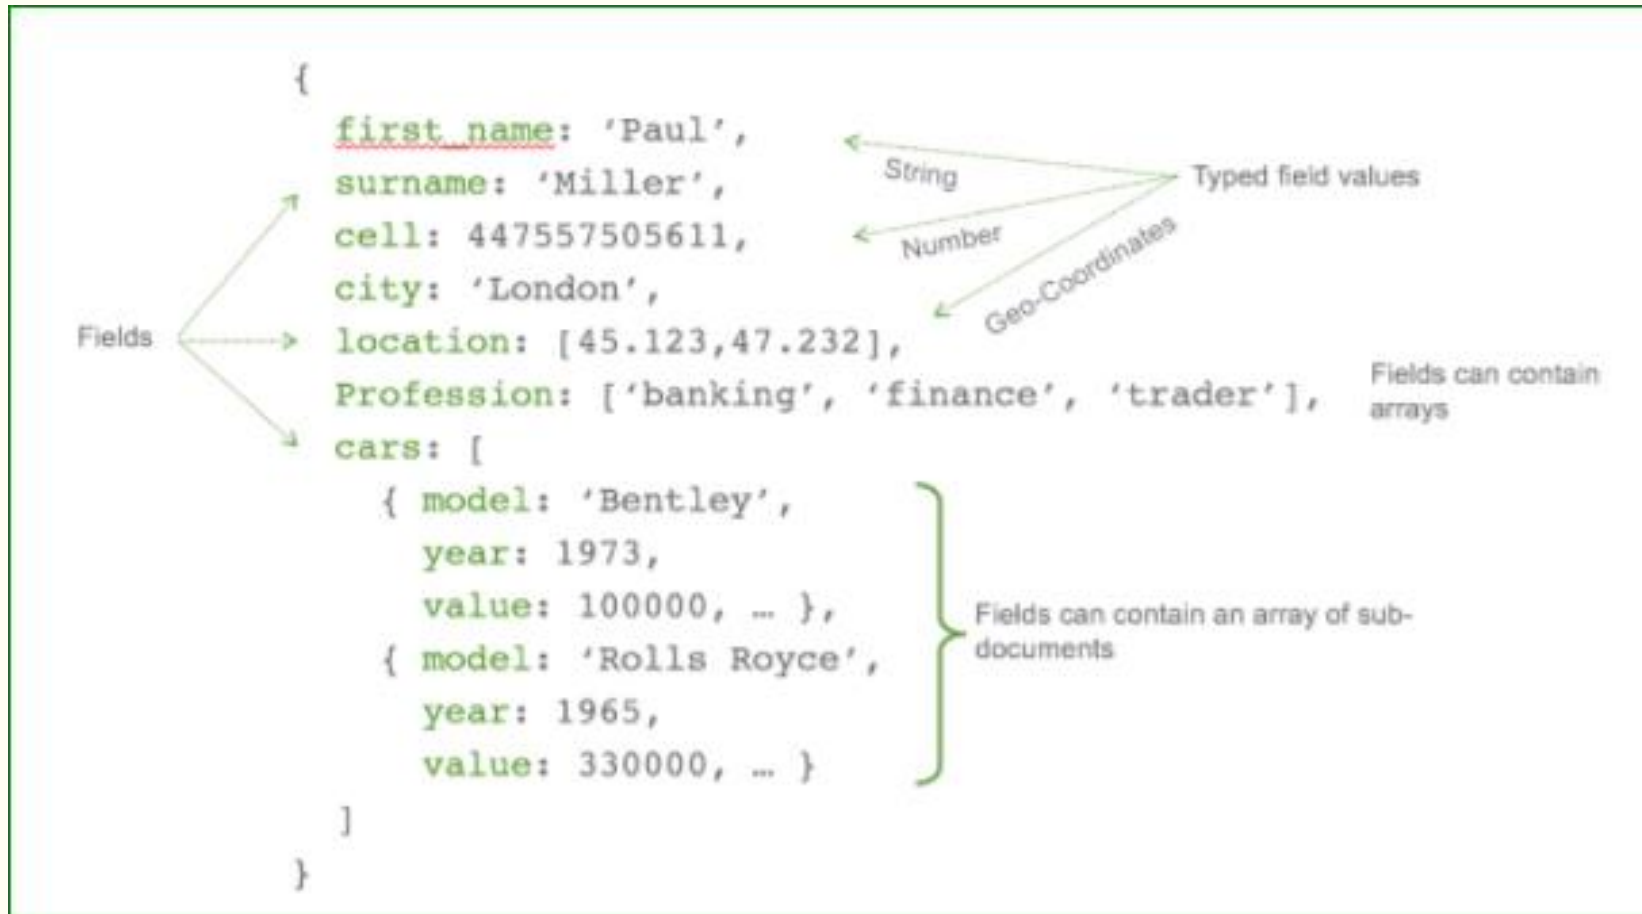 {
first_name: ‘Paul’,
surname: ‘Miller’,
cell: 447557505611,
city: ‘London’,
location: [45.123,47.232],
Profession: [‘banking’, ‘finance’, ‘trader’],
cars: [
{ model: ‘Bentley’,
year: 1973,
value: 100000, … },
{ model: ‘Rolls Royce’,
year: 1965,
value: 330000, … }
]
}
Fields
String
Number
Geo-Coordinates
Typed field values
Fields can contain
arrays
Fields can contain an array of sub-
documents